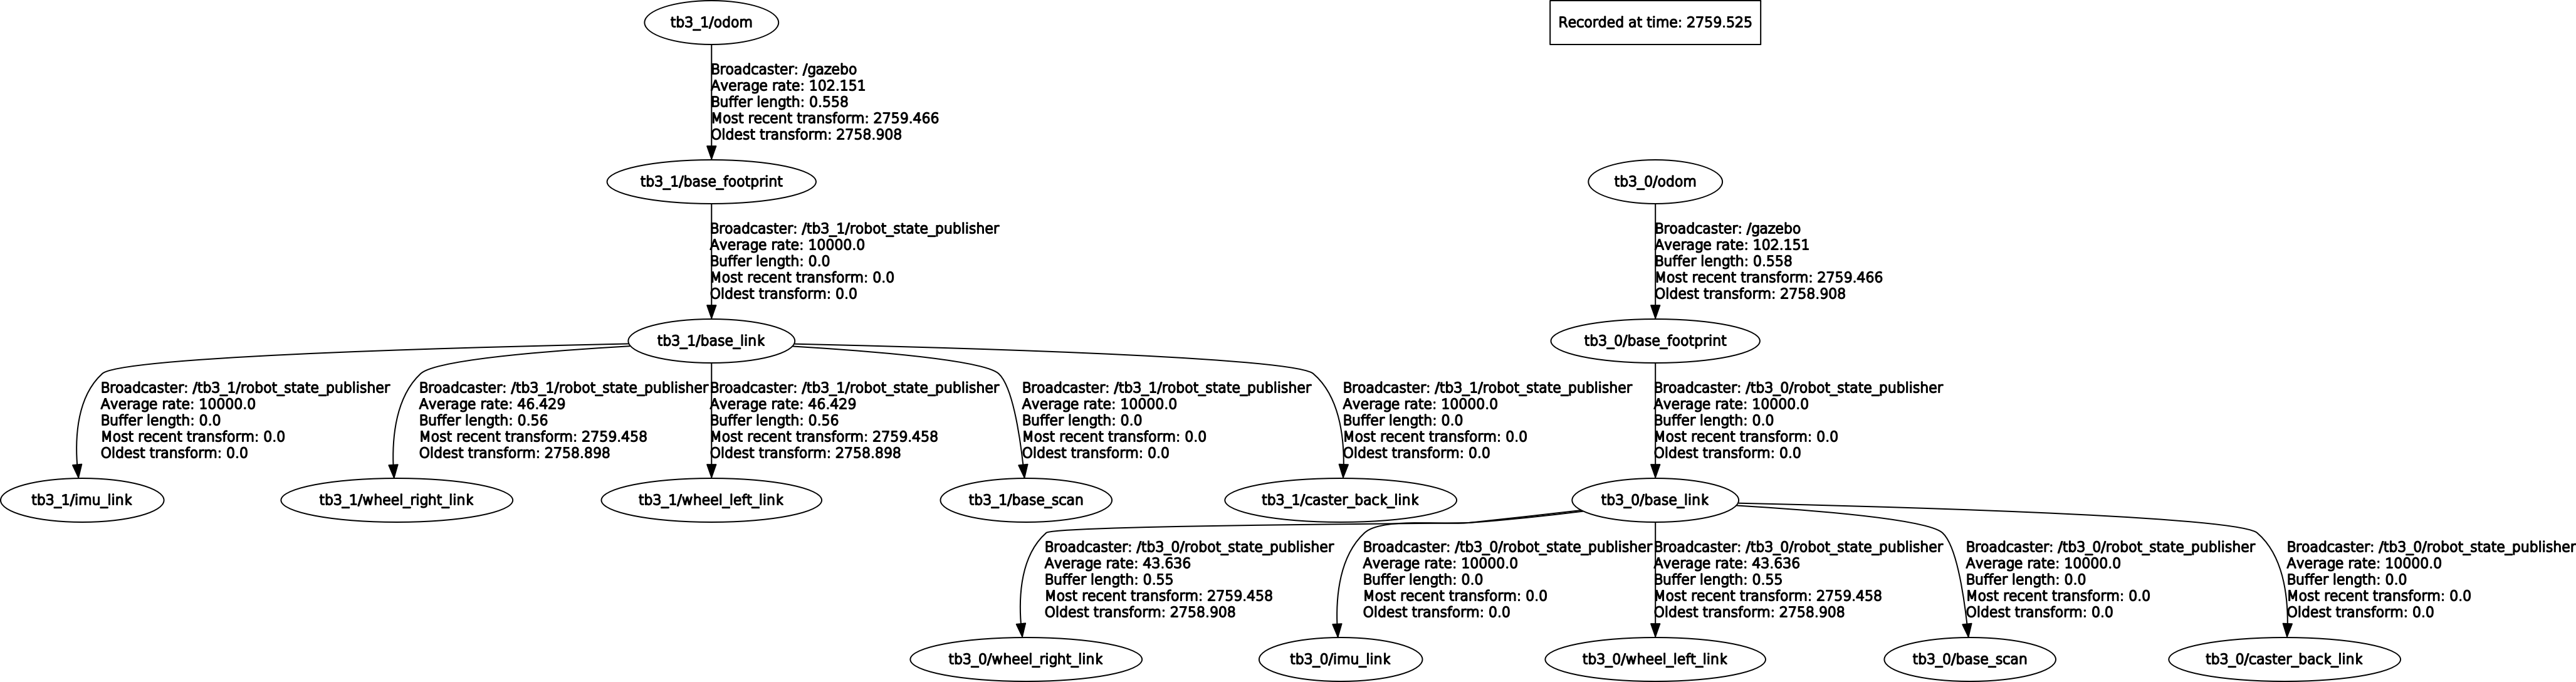 tb3_1/odom
Recorded at time: 2759.525
Broadcaster: /gazebo
Average rate: 102.151
Buffer length: 0.558
Most recent transform: 2759.466
Oldest transform: 2758.908
tb3_1/base_footprint
tb3_0/odom
Broadcaster: /tb3_1/robot_state_publisher
Average rate: 10000.0
Buffer length: 0.0
Most recent transform: 0.0
Oldest transform: 0.0
Broadcaster: /gazebo
Average rate: 102.151
Buffer length: 0.558
Most recent transform: 2759.466
Oldest transform: 2758.908
tb3_1/base_link
tb3_0/base_footprint
Broadcaster: /tb3_1/robot_state_publisher
Average rate: 10000.0
Buffer length: 0.0
Most recent transform: 0.0
Oldest transform: 0.0
Broadcaster: /tb3_1/robot_state_publisher
Average rate: 46.429
Buffer length: 0.56
Most recent transform: 2759.458
Oldest transform: 2758.898
Broadcaster: /tb3_1/robot_state_publisher
Average rate: 46.429
Buffer length: 0.56
Most recent transform: 2759.458
Oldest transform: 2758.898
Broadcaster: /tb3_1/robot_state_publisher
Average rate: 10000.0
Buffer length: 0.0
Most recent transform: 0.0
Oldest transform: 0.0
Broadcaster: /tb3_1/robot_state_publisher
Average rate: 10000.0
Buffer length: 0.0
Most recent transform: 0.0
Oldest transform: 0.0
Broadcaster: /tb3_0/robot_state_publisher
Average rate: 10000.0
Buffer length: 0.0
Most recent transform: 0.0
Oldest transform: 0.0
tb3_1/imu_link
tb3_1/wheel_right_link
tb3_1/wheel_left_link
tb3_1/base_scan
tb3_1/caster_back_link
tb3_0/base_link
Broadcaster: /tb3_0/robot_state_publisher
Average rate: 43.636
Buffer length: 0.55
Most recent transform: 2759.458
Oldest transform: 2758.908
Broadcaster: /tb3_0/robot_state_publisher
Average rate: 10000.0
Buffer length: 0.0
Most recent transform: 0.0
Oldest transform: 0.0
Broadcaster: /tb3_0/robot_state_publisher
Average rate: 43.636
Buffer length: 0.55
Most recent transform: 2759.458
Oldest transform: 2758.908
Broadcaster: /tb3_0/robot_state_publisher
Average rate: 10000.0
Buffer length: 0.0
Most recent transform: 0.0
Oldest transform: 0.0
Broadcaster: /tb3_0/robot_state_publisher
Average rate: 10000.0
Buffer length: 0.0
Most recent transform: 0.0
Oldest transform: 0.0
tb3_0/wheel_right_link
tb3_0/imu_link
tb3_0/wheel_left_link
tb3_0/base_scan
tb3_0/caster_back_link